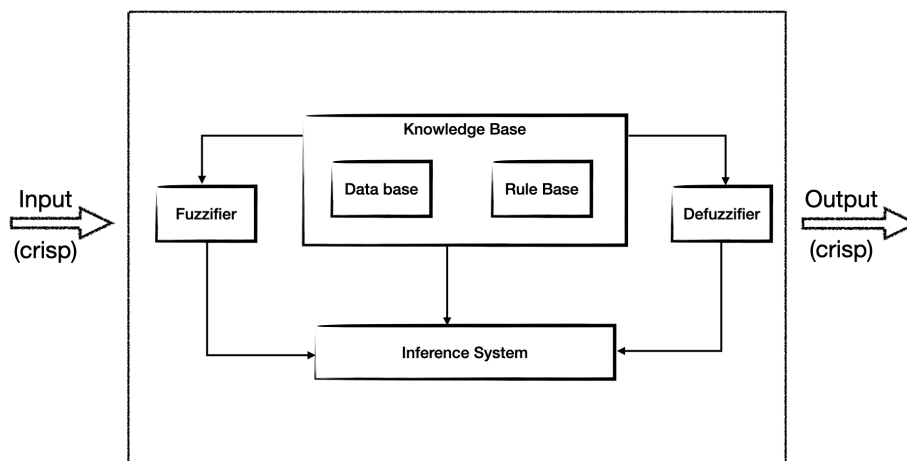 Knowledge Base
Data base
Rule Base
Input
(crisp)
Fuzzifier
Defuzzifier
Output
(crisp)
Inference System